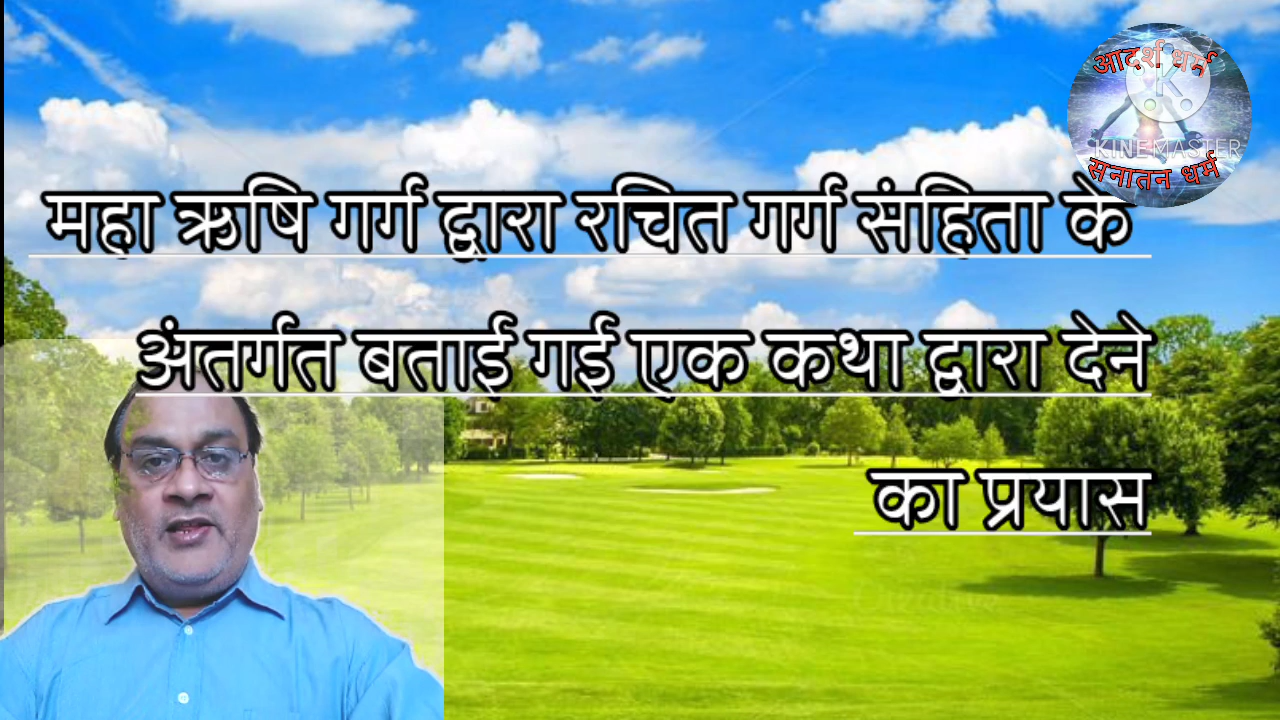 आदर्श धर्म
K
KINEMASTER
सनातन धर्म
महा ऋषि गर्ग द्वारा रचित गर्ग संहिता के
अंतर्गत बताई गई एक कथा द्वारा देने
का प्रयास